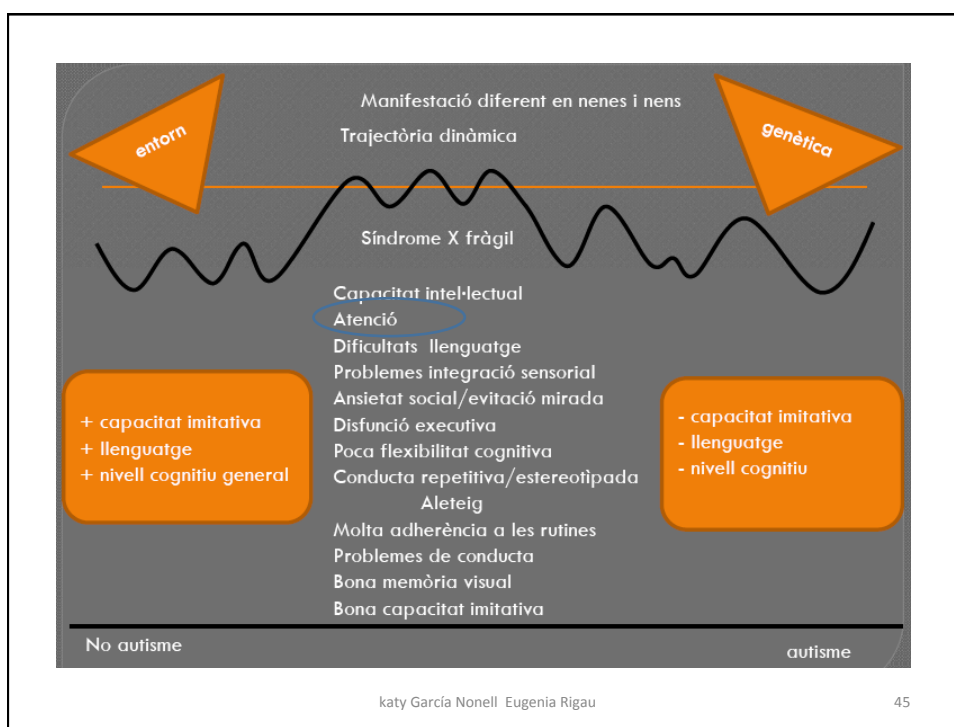 Manifestació diferent en nenes i nens
entorn
genètica
Trajectòria dinàmica
Síndrome X fràgil
Capacitat intel·lectual
Atenció
Dificultats llenguatge
Problemes integració sensorial
Ansietat social/evitació mirada
Disfunció executiva
Poca flexibilitat cognitiva
Conducta repetitiva/estereotìpada
Aleteig
Molta adherència a les rutines
Problemes de conducta
Bona memòria visual
Bona capacitat imitativa
+ capacitat imitativa
+ llenguatge
+ nivell cognitiu general
- capacitat imitativa
- llenguatge
- nivell cognitiu
No autisme
autisme
katy García Nonell Eugenia Rigau
45